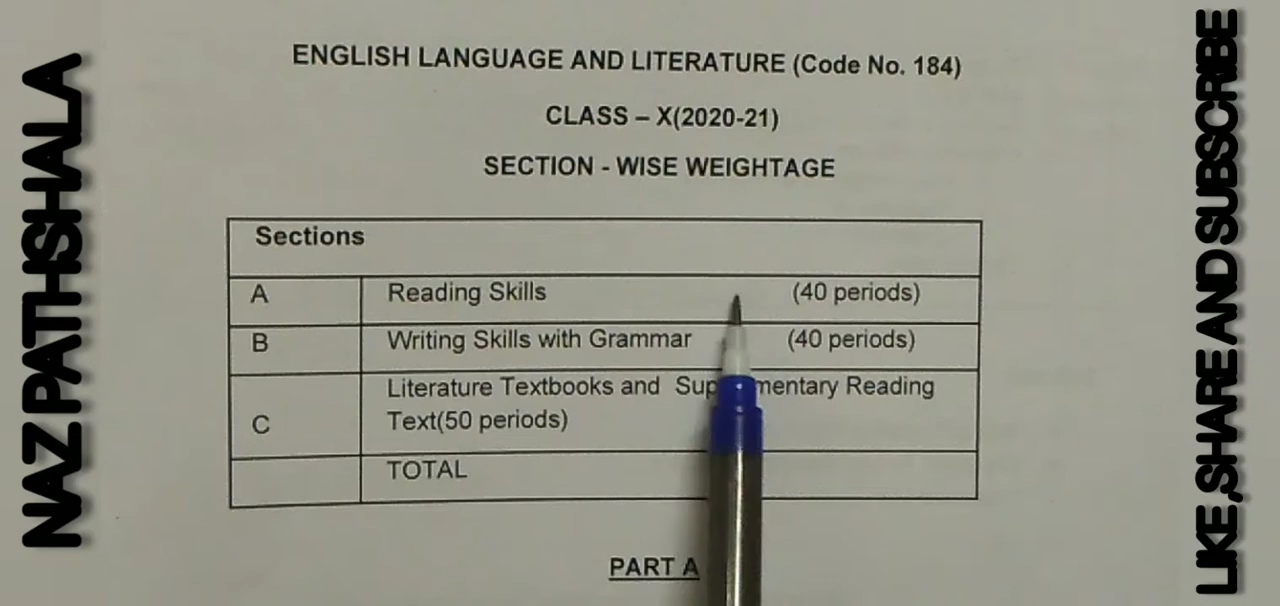 NAZ PATHSHALA
ENGLISH LANGUAGE AND LITERATURE (Code No. 184)
CLASS – X(2020-21)
SECTION - WISE WEIGHTAGE
Sections
A Reading Skills (40 periods)
B Writing Skills with Grammar (40 periods)
Literature Textbooks and Reading
C Text(50 periods)
TOTAL
PART A
LIKE,SHARE AND SUBSCRIBE